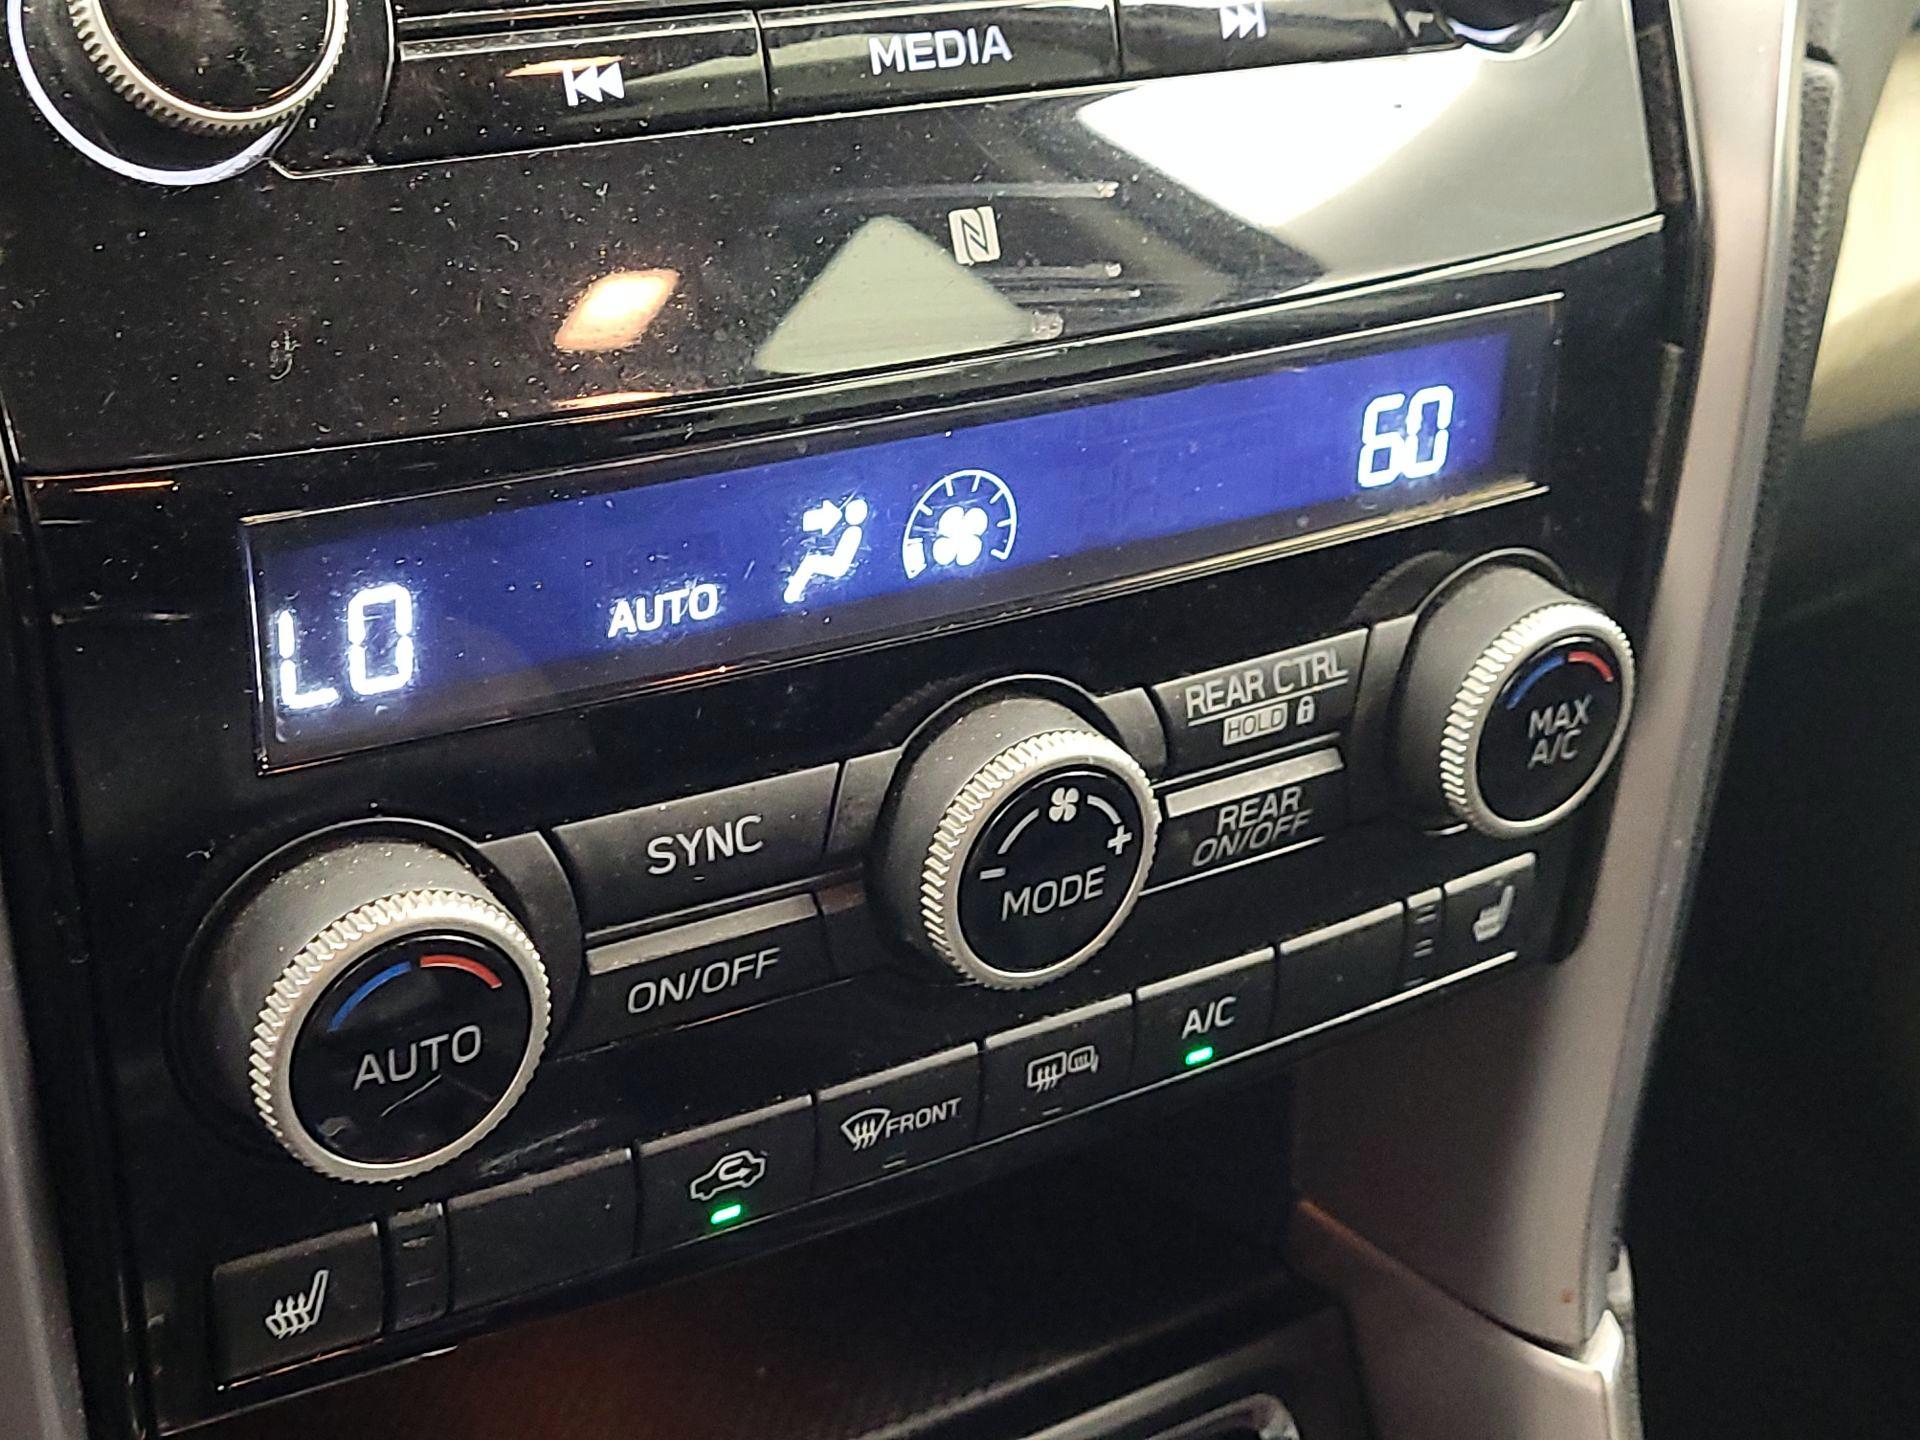 MEDIA
60
LO
AUTO
REAR CTRL
HOLD
MAX
A/C
SYNC
REAR
ON/OFF
- +
MODE
ON/OFF
AUTO
A/C
FRONT